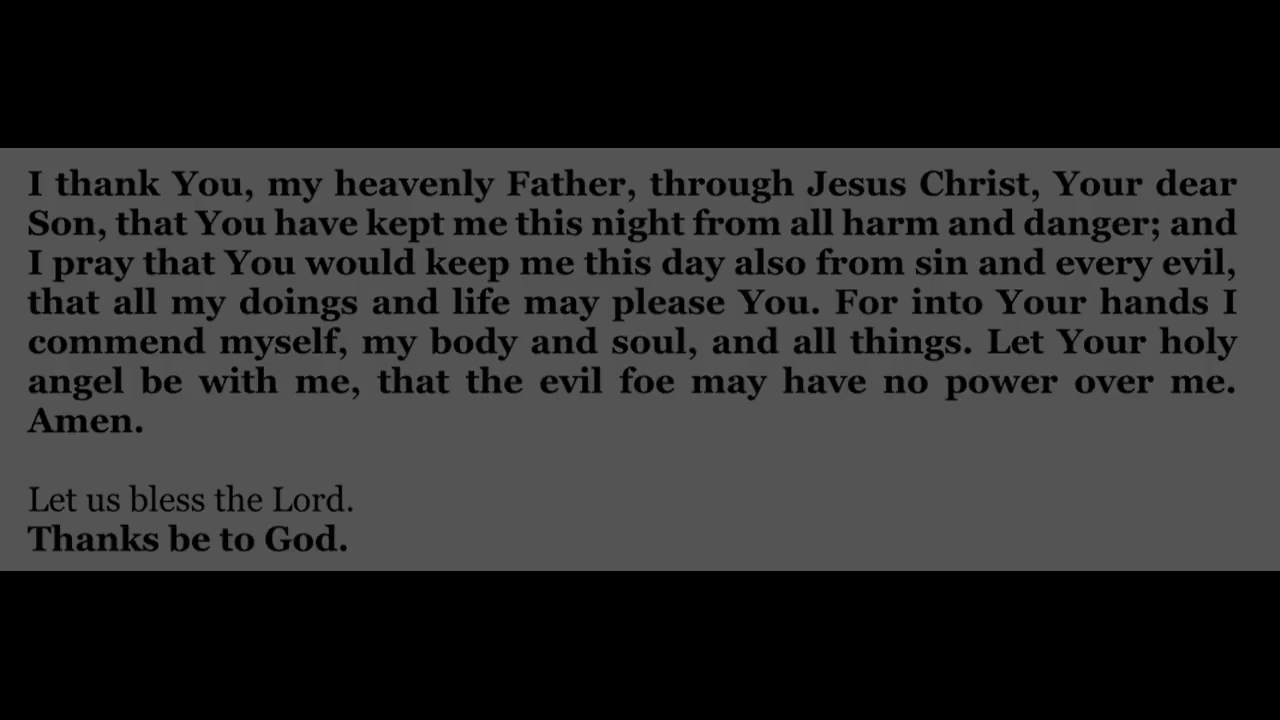 I thank You, my heavenly Father, through Jesus Christ, Your dear
Son, that You have kept me this night from all harm and danger; and
I pray that You would keep me this day also from sin and every evil,
that all my doings and life may please You. For into Your hands I
commend myself, my body and soul, and all things. Let Your holy
angel be with me, that the evil foe may have no power over me.
Amen.
Let us bless the Lord.
Thanks be to God.